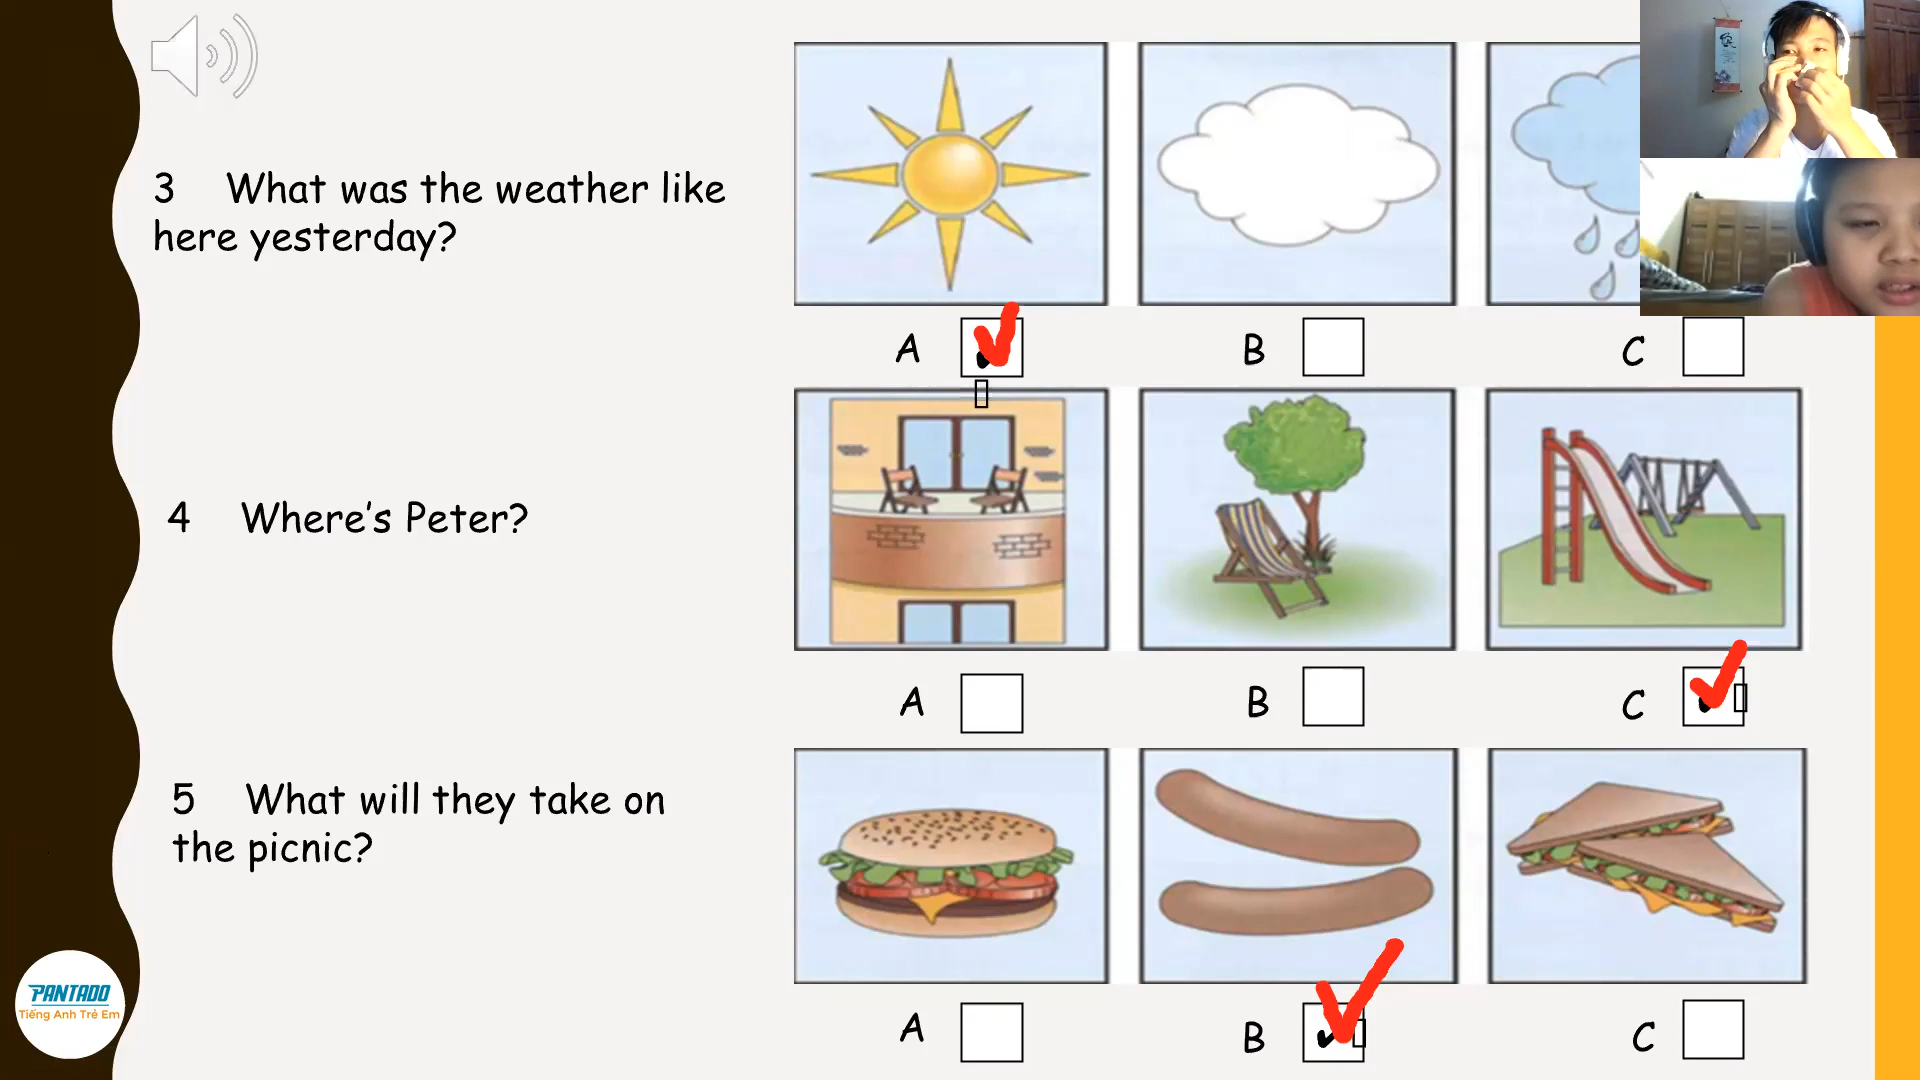 3 What was the weather like
here yesterday?
A B C
4 Where's Peter?
A B C
5 What will they take on
the picnic?
A B C
PANTADO
Tiếng Anh Trẻ Em